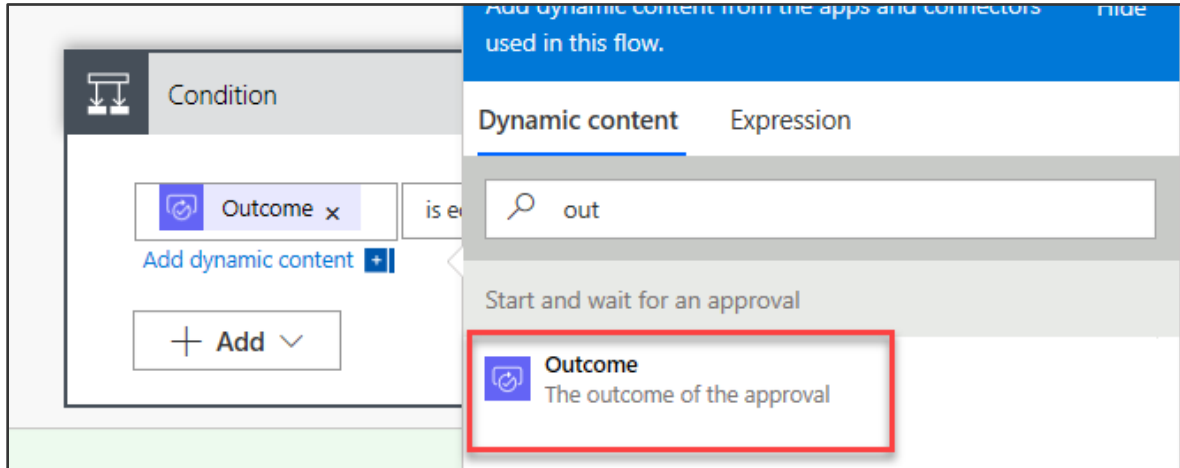 Add dynamic content from the apps and connectors Hide
used in this flow.
Condition
Dynamic content Expression
Outcome × is e
out
Add dynamic content +
Start and wait for an approval
+ Add
Outcome
The outcome of the approval